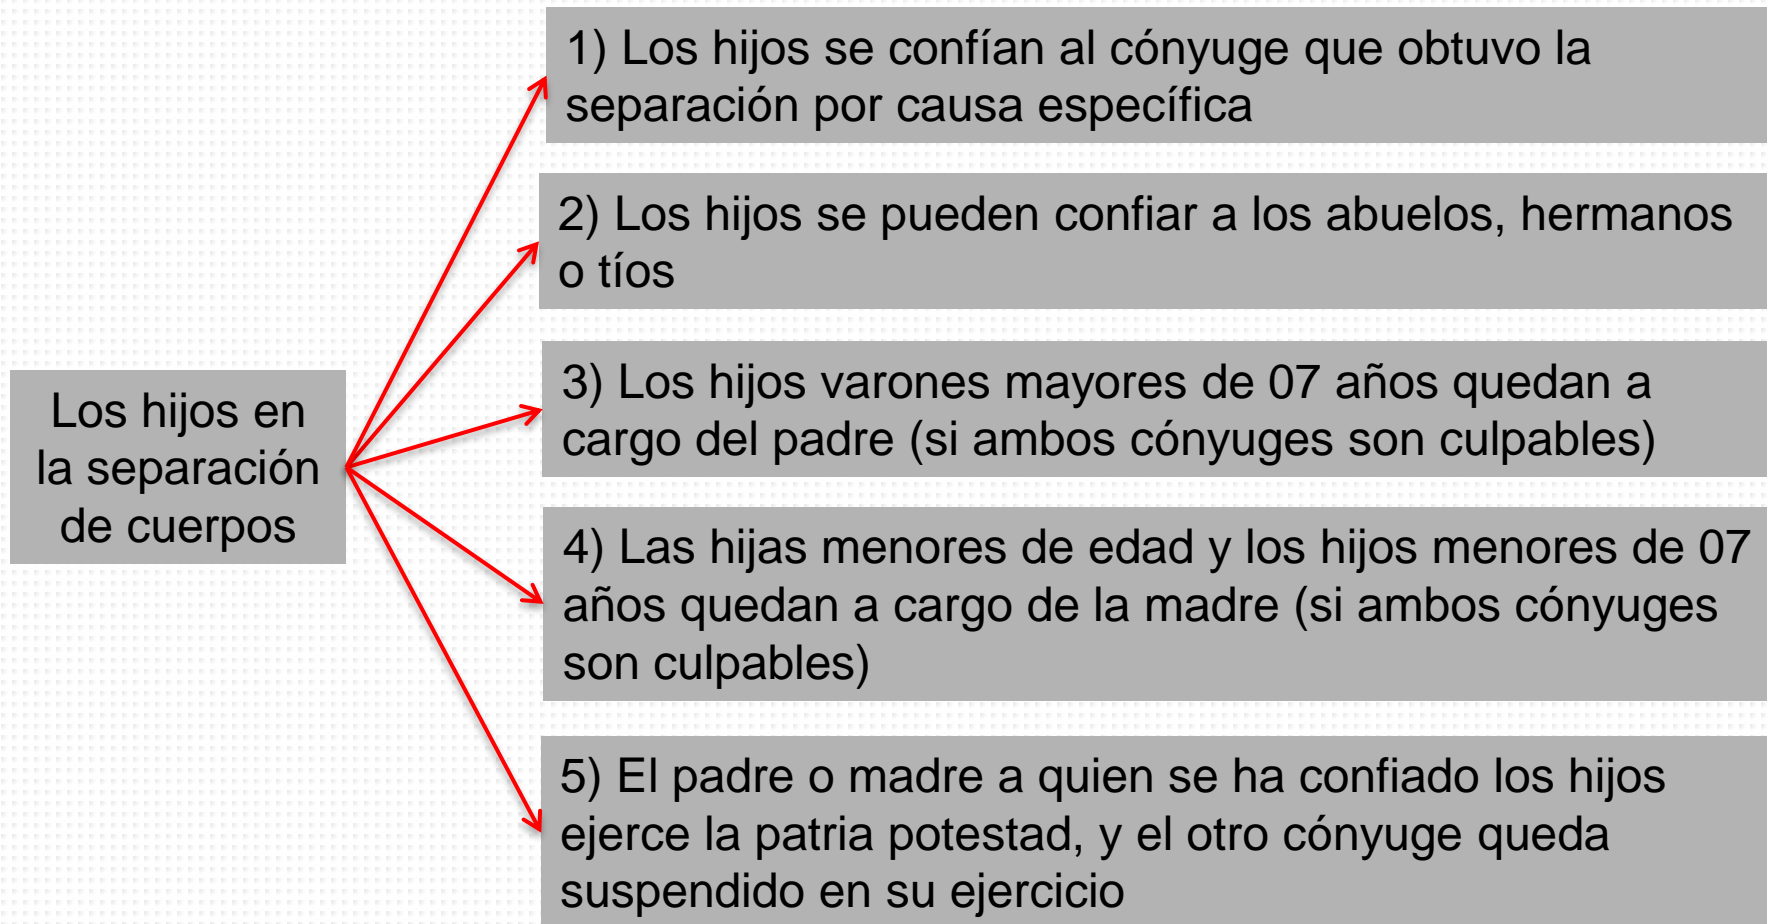 Los hijos en
la separación
de cuerpos
1) Los hijos se confían al cónyuge que obtuvo la
separación por causa específica
2) Los hijos se pueden confiar a los abuelos, hermanos
o tíos
3) Los hijos varones mayores de 07 años quedan a
cargo del padre (si ambos cónyuges son culpables)
4) Las hijas menores de edad y los hijos menores de 07
años quedan a cargo de la madre (si ambos cónyuges
son culpables)
5) El padre o madre a quien se ha confiado los hijos
ejerce la patria potestad, y el otro cónyuge queda
suspendido en su ejercicio